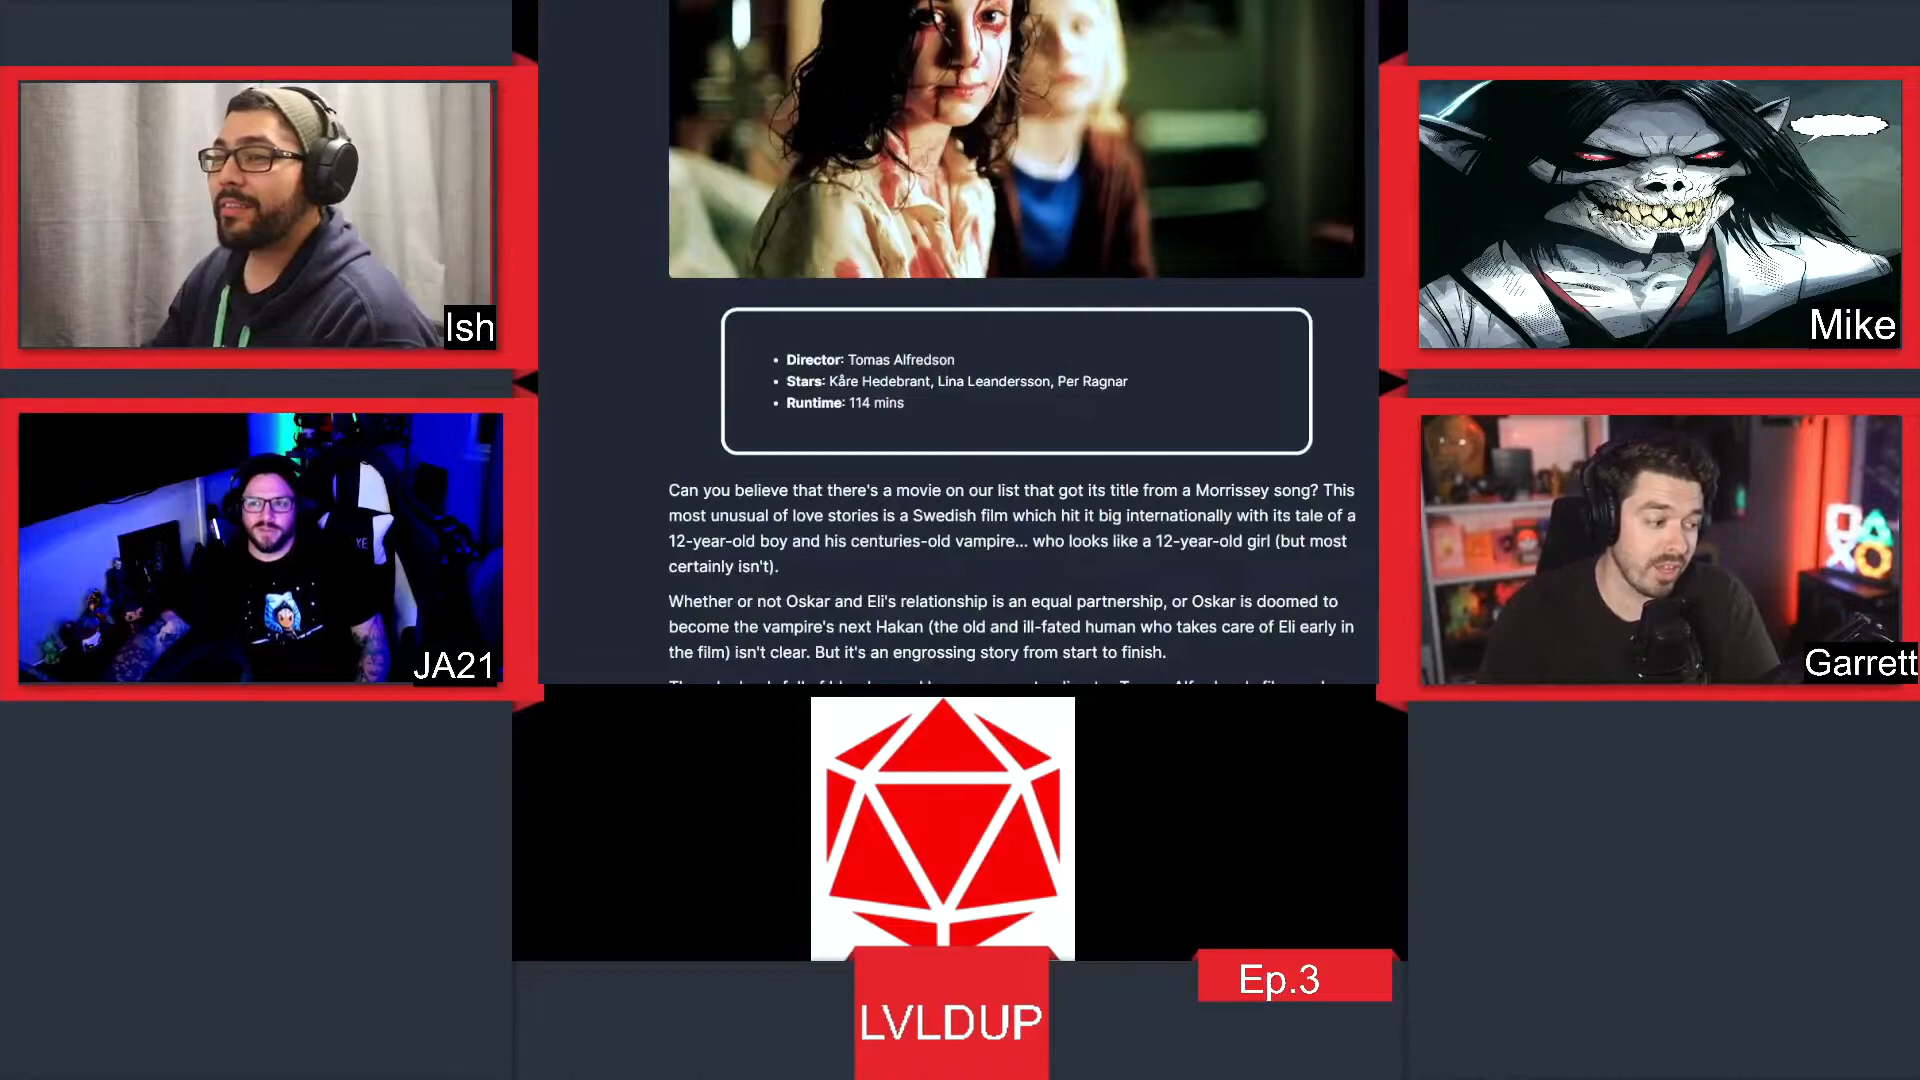 Ish
Mike
JA21
Garrett
• Director: Tomas Alfredson
• Stars: Kåre Hedebrant, Lina Leandersson, Per Ragnar
• Runtime: 114 mins
Can you believe that there's a movie on our list that got its title from a Morrissey song? This
most unusual of love stories is a Swedish film which hit it big internationally with its tale of a
12-year-old boy and his centuries-old vampire... who looks like a 12-year-old girl (but most
certainly isn't).
Whether or not Oskar and Eli's relationship is an equal partnership, or Oskar is doomed to
become the vampire's next Hakan (the old and ill-fated human who takes care of Eli early in
the film) isn't clear. But it's an engrossing story from start to finish.
Ep.3
LVLDUP